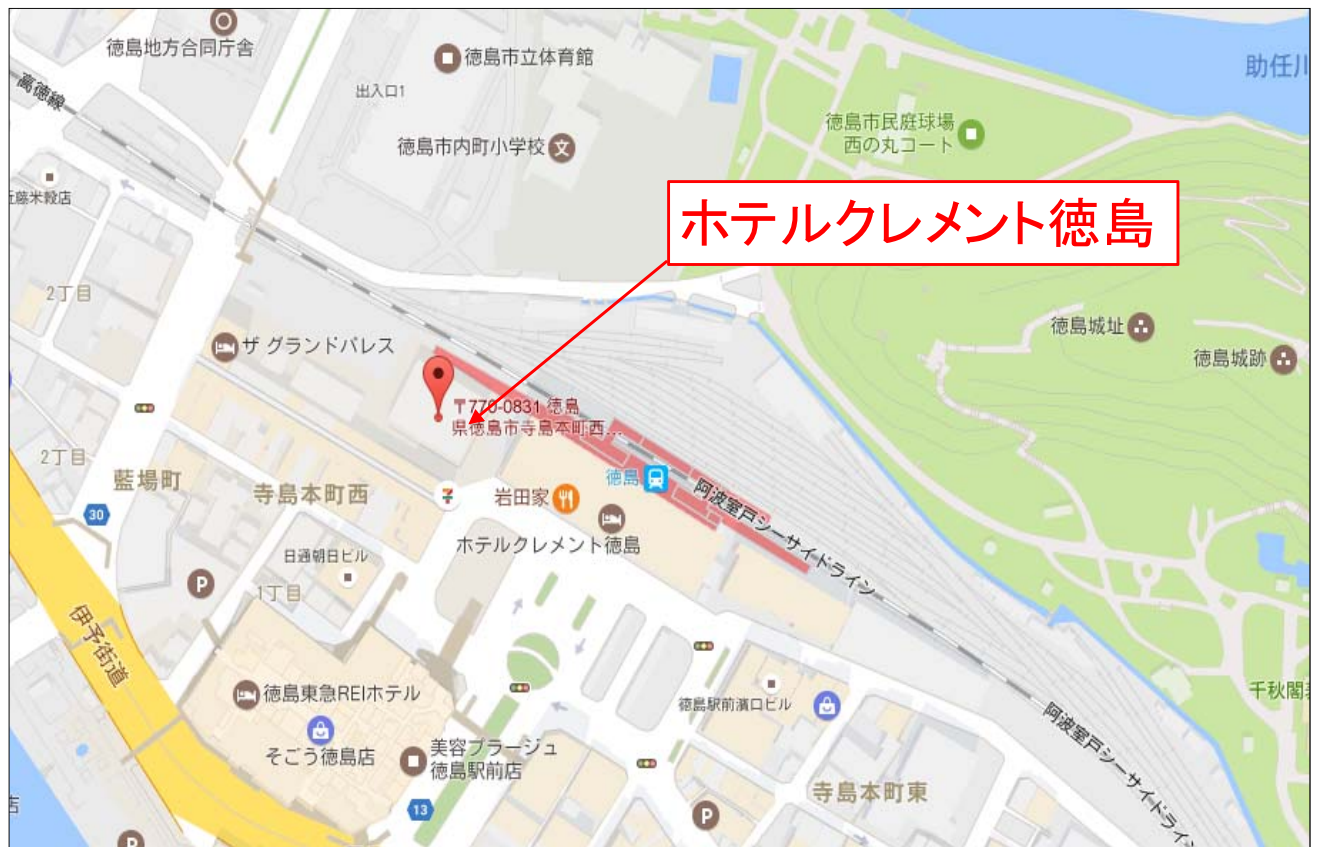 徳島地方合同庁舎
徳島市立体育館
助任川
高徳線
出入口1
徳島市民庭球場
西の丸コート
徳島市内町小学校
文
米穀店
ホテルクレメント徳島
2丁目
徳島城址
ザ グランドパレス
徳島城跡
〒770-0831 徳島
県徳島市寺島本町西...
2丁目
藍場町
寺島本町西
7
岩田家
徳島
阿波室戸シーサイドライン
30
ホテルクレメント徳島
日通朝日ビル
P
1丁目
伊予街道
徳島東急REIホテル
徳島駅前濱口ビル
千秋閣
阿波室戸シーサイドライン
そごう徳島店
美容プラージュ
徳島駅前店
寺島本町東
13
P
P
店